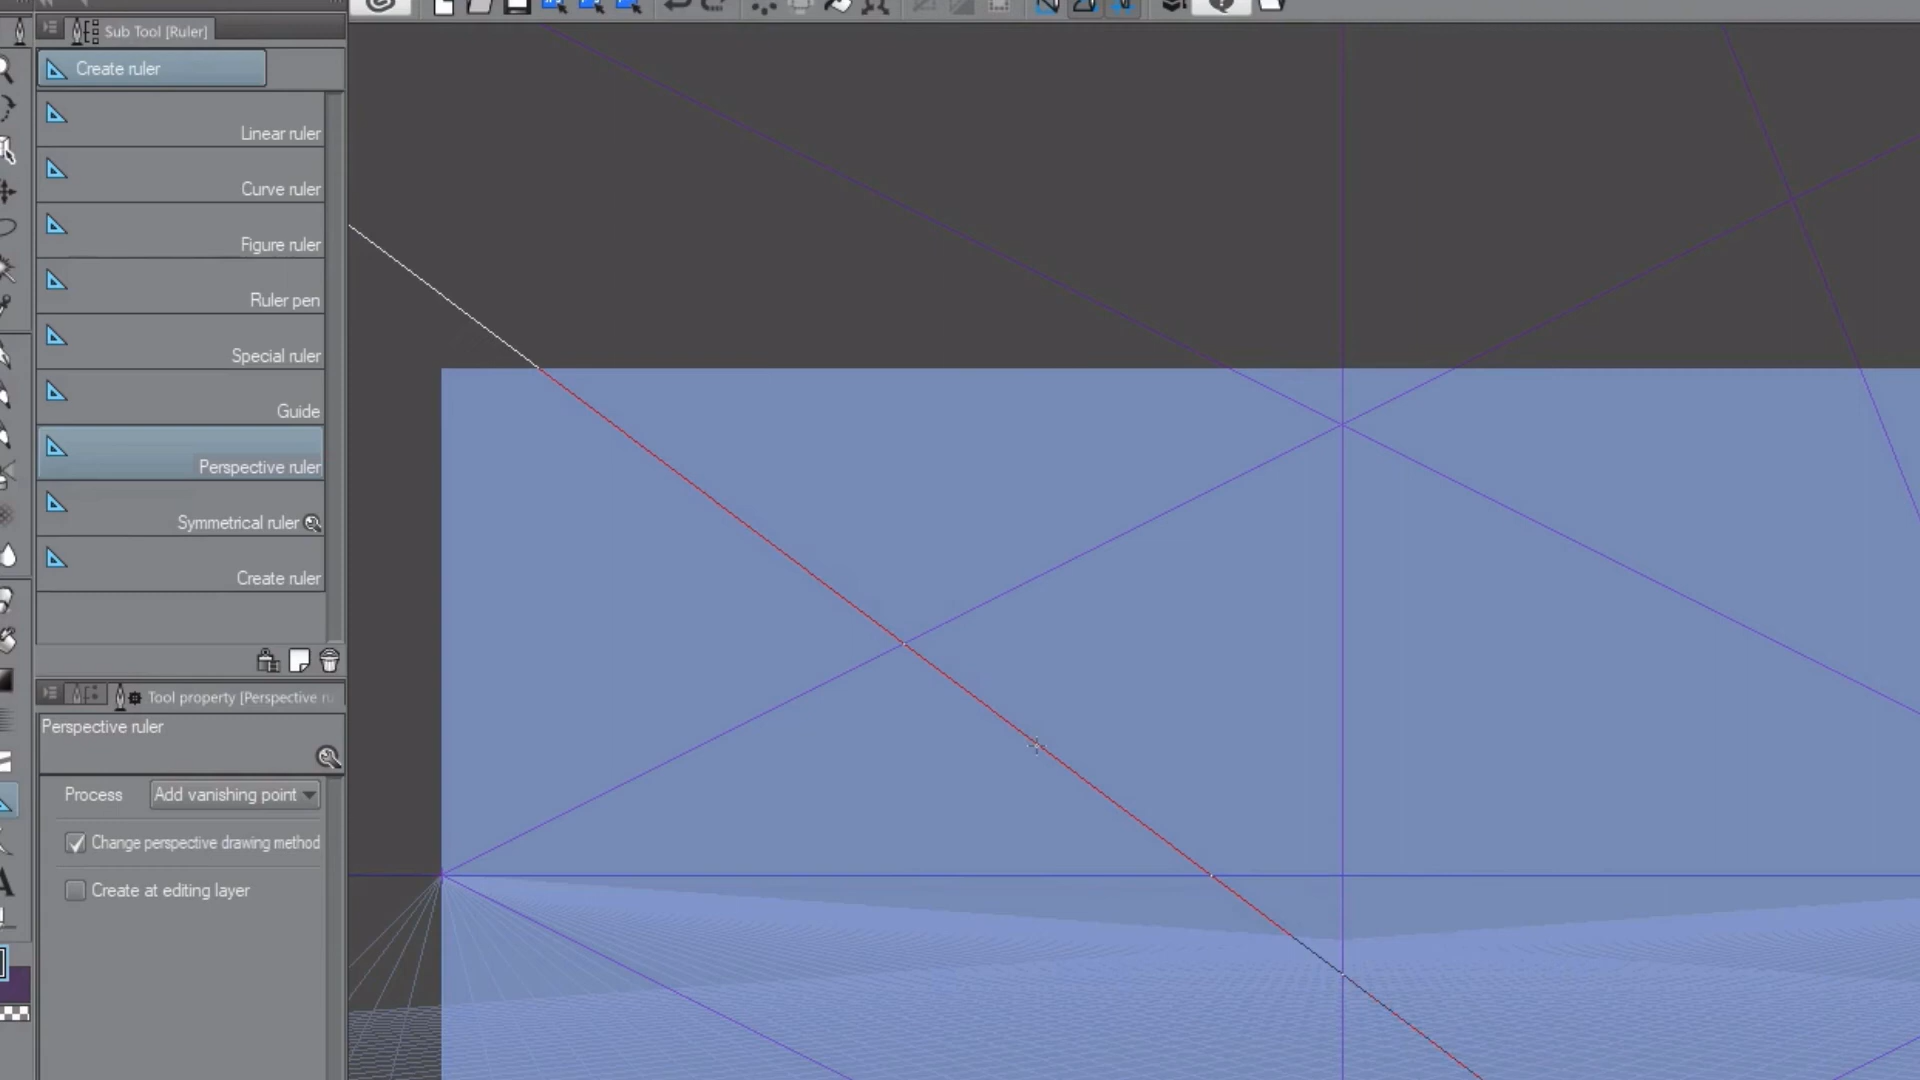 Sub Tool [Ruler]
Create ruler
Linear ruler
Curve ruler
Figure ruler
Ruler pen
Special ruler
Guide
Perspective ruler
Symmetrical ruler
Create ruler
Tool property [Perspective ru
Perspective ruler
Process Add vanishing point
Change perspective drawing method
Create at editing layer